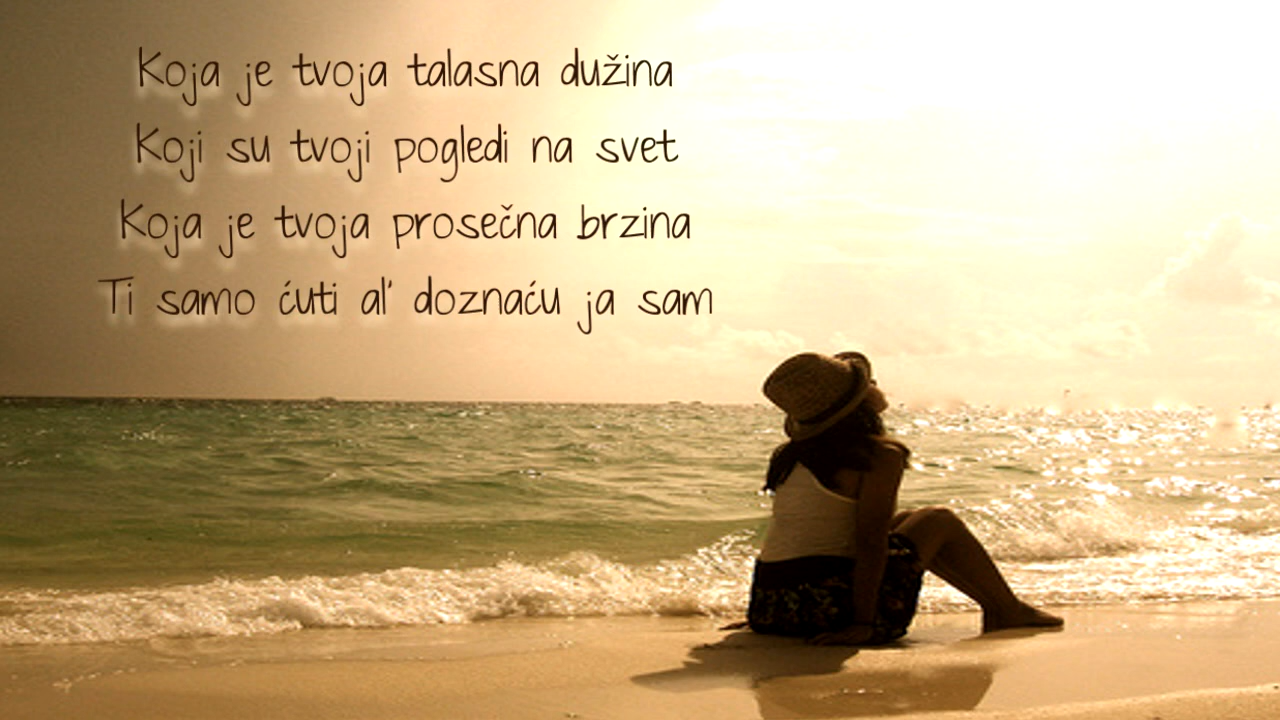 Koja je tvoja talasna dužina
Koji su tvoji pogledi na svet
Koja je tvoja prosečna brzina
Ti samo ćuti al' doznaću ja sam